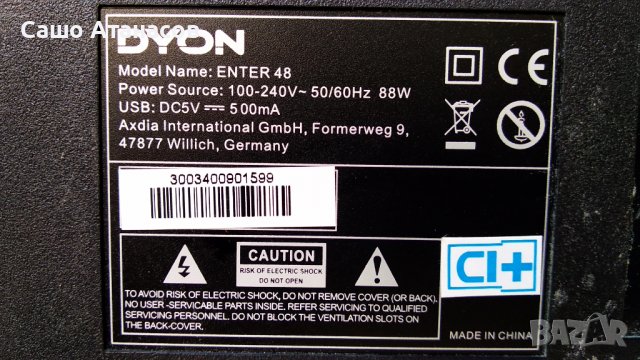 Сашо Атанасов
DYON
Model Name: ENTER 48
Power Source: 100-240V~ 50/60Hz 88W
USB: DC5V ⎓ 500mA
Axdia International GmbH, Formerweg 9,
47877 Willich, Germany
CE
3003400901599
CAUTION
RISK OF ELECTRIC SHOCK
DO NOT OPEN
CI+
TO AVOID RISK OF ELECTRIC SHOCK, DO NOT REMOVE COVER (OR BACK)
NO USER-SERVICABLE PARTS INSIDE. REFER SERVICING TO QUALIFIED
SERVICING PERSONNEL. DO NOT BLOCK THE VENTILATION SLOTS ON
THE BACK-COVER.
MADE IN CHINA
BAZAR